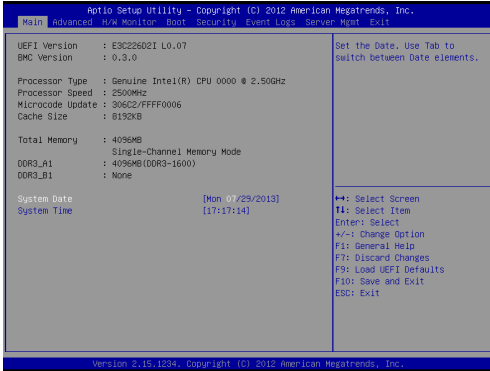 Aptio Setup Utility – Copyright (C) 2012 American Megatrends, Inc.
Main Advanced H/W Monitor Boot Security Event Logs Server Mgmt Exit
UEFI Version : E3C226D2I L0.07
BMC Version : 0.3.0
Processor Type : Genuine Intel(R) CPU 0000 @ 2.50GHz
Processor Speed : 2500MHz
Microcode Update : 306C2/FFFF0006
Cache Size : 8192KB
Total Memory : 4096MB
Single-Channel Memory Mode
DDR3_A1 : 4096MB(DDR3-1600)
DDR3_B1 : None
System Date [Mon 07/29/2013]
System Time [17:17:14]
Set the Date. Use Tab to
switch between Date elements.
↔: Select Screen
↑↓: Select Item
Enter: Select
+/-: Change Option
F1: General Help
F7: Discard Changes
F9: Load UEFI Defaults
F10: Save and Exit
ESC: Exit
Version 2.15.1234. Copyright (C) 2012 American Megatrends, Inc.